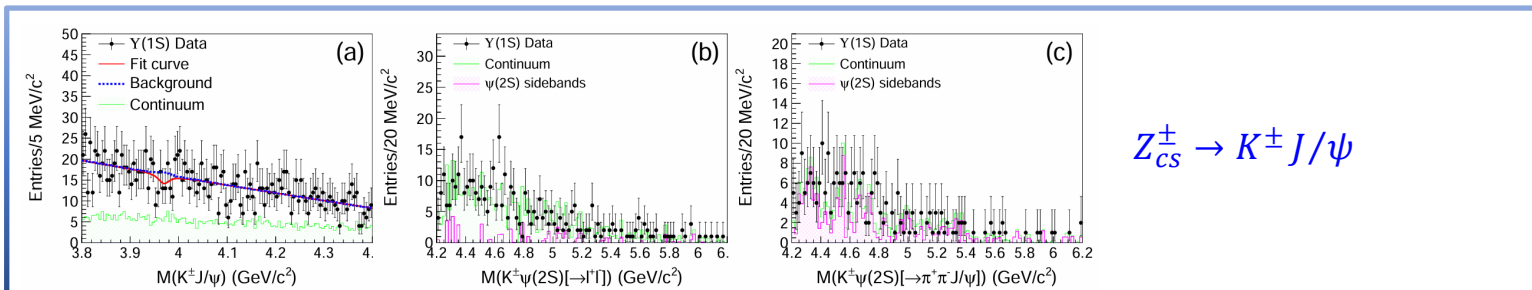 (a)
Υ(1S) Data
Fit curve
Background
Continuum
Entries/5 MeV/c²
50
45
40
35
30
25
20
15
10
5
0
3.8 3.9 4 4.1 4.2 4.3 4.
M(K±J/ψ) (GeV/c²)
(b)
Υ(1S) Data
Continuum
ψ(2S) sidebands
Entries/20 MeV/c²
30
25
20
15
10
5
0
4.2 4.4 4.6 4.8 5 5.2 5.4 5.6 5.8 6 6.2
M(K±ψ(2S)[→l⁺l⁻]) (GeV/c²)
(c)
Υ(1S) Data
Continuum
ψ(2S) sidebands
Entries/20 MeV/c²
20
18
16
14
12
10
8
6
4
2
0
4.2 4.4 4.6 4.8 5 5.2 5.4 5.6 5.8 6 6.2
M(K±ψ(2S)[→π⁺π⁻J/ψ]) (GeV/c²)
Z±cs → K± J/ψ